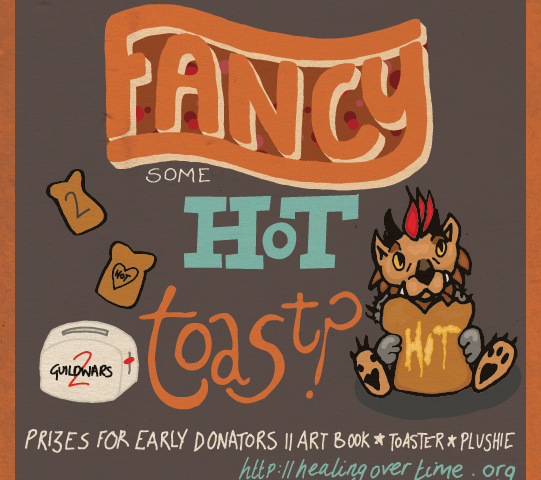 FANCY
SOME
HOT
toast?
2
HOT
GUILDWARS
2
HOT
PRIZES FOR EARLY DONATORS || ART BOOK ★ TOASTER ★ PLUSHIE
http://healingovertime.org